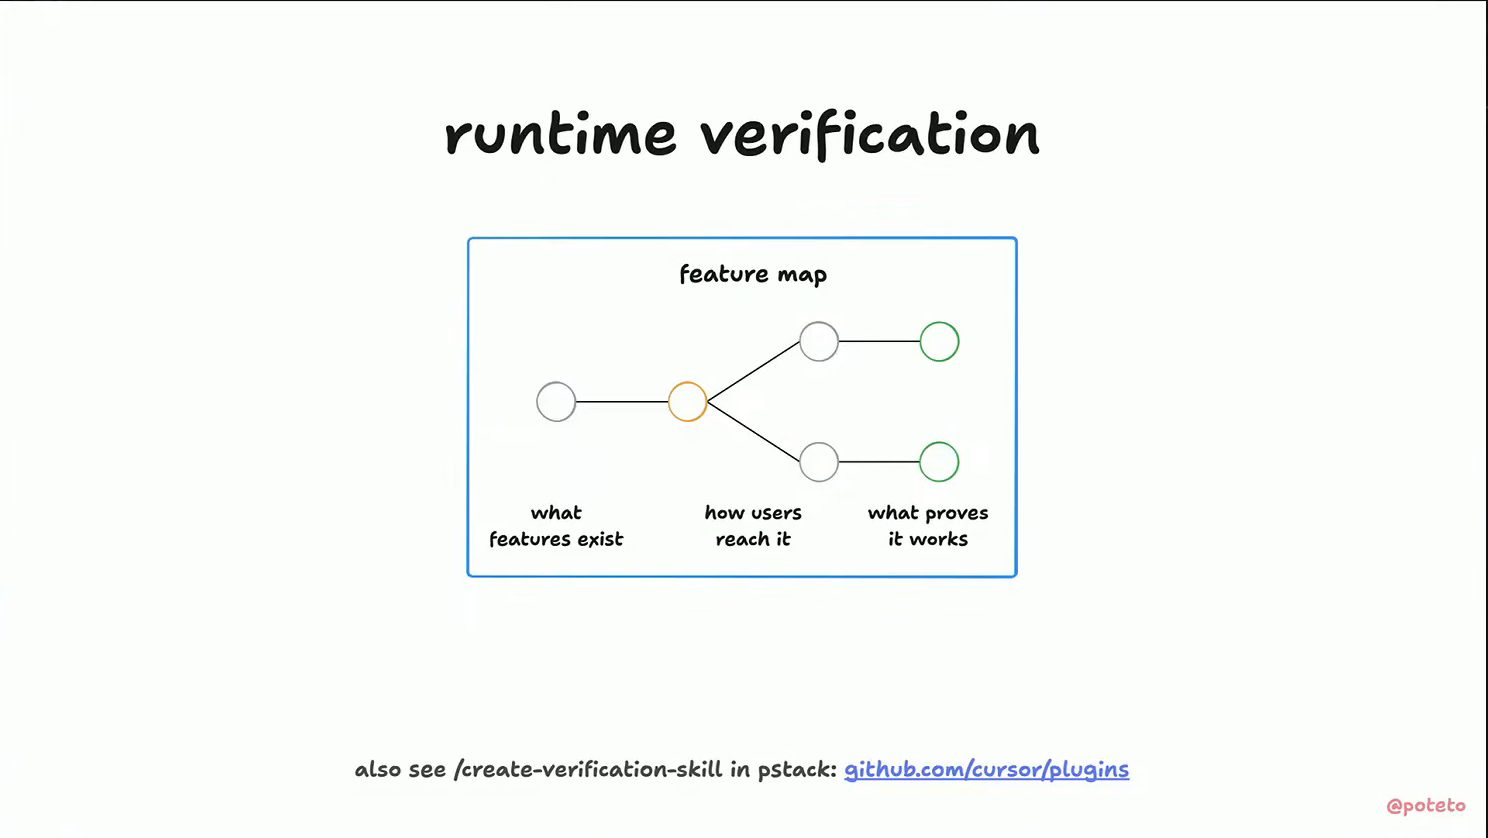 runtime verification
feature map
what
features exist
how users
reach it
what proves
it works
also see /create-verification-skill in pstack: github.com/cursor/plugins
@poteto